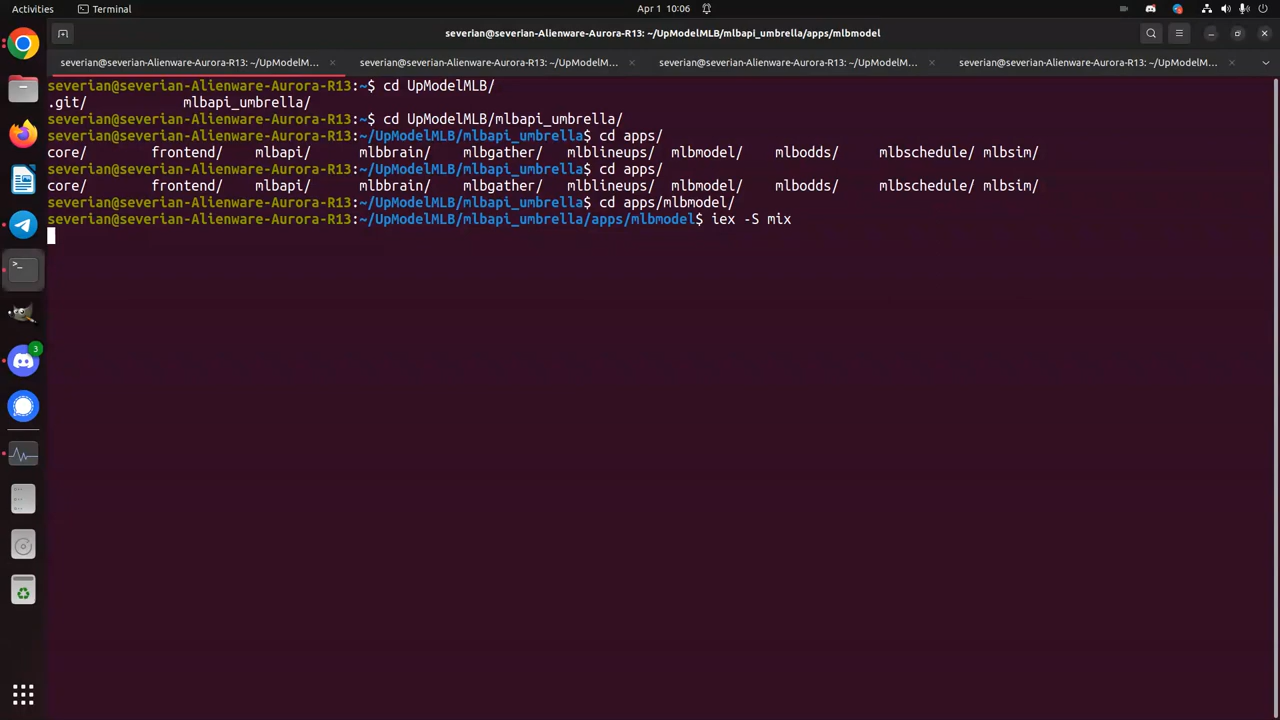 Activities
Terminal
Apr 1 10:06
severian@severian-Alienware-Aurora-R13: ~/UpModelMLB/mlbapi_umbrella/apps/mlbmodel
severian@severian-Alienware-Aurora-R13: ~/UpModelM... × severian@severian-Alienware-Aurora-R13: ~/UpModelM... × severian@severian-Alienware-Aurora-R13: ~/UpModelM... × severian@severian-Alienware-Aurora-R13: ~/UpModelM... ×
severian@severian-Alienware-Aurora-R13:~$ cd UpModelMLB/
.git/ mlbapi_umbrella/
severian@severian-Alienware-Aurora-R13:~$ cd UpModelMLB/mlbapi_umbrella/
severian@severian-Alienware-Aurora-R13:~/UpModelMLB/mlbapi_umbrella$ cd apps/
core/ frontend/ mlbapi/ mlbbrain/ mlbgather/ mlblineups/ mlbmodel/ mlbodds/ mlbschedule/ mlbsim/
severian@severian-Alienware-Aurora-R13:~/UpModelMLB/mlbapi_umbrella$ cd apps/
core/ frontend/ mlbapi/ mlbbrain/ mlbgather/ mlblineups/ mlbmodel/ mlbodds/ mlbschedule/ mlbsim/
severian@severian-Alienware-Aurora-R13:~/UpModelMLB/mlbapi_umbrella$ cd apps/mlbmodel/
severian@severian-Alienware-Aurora-R13:~/UpModelMLB/mlbapi_umbrella/apps/mlbmodel$ iex -S mix
3